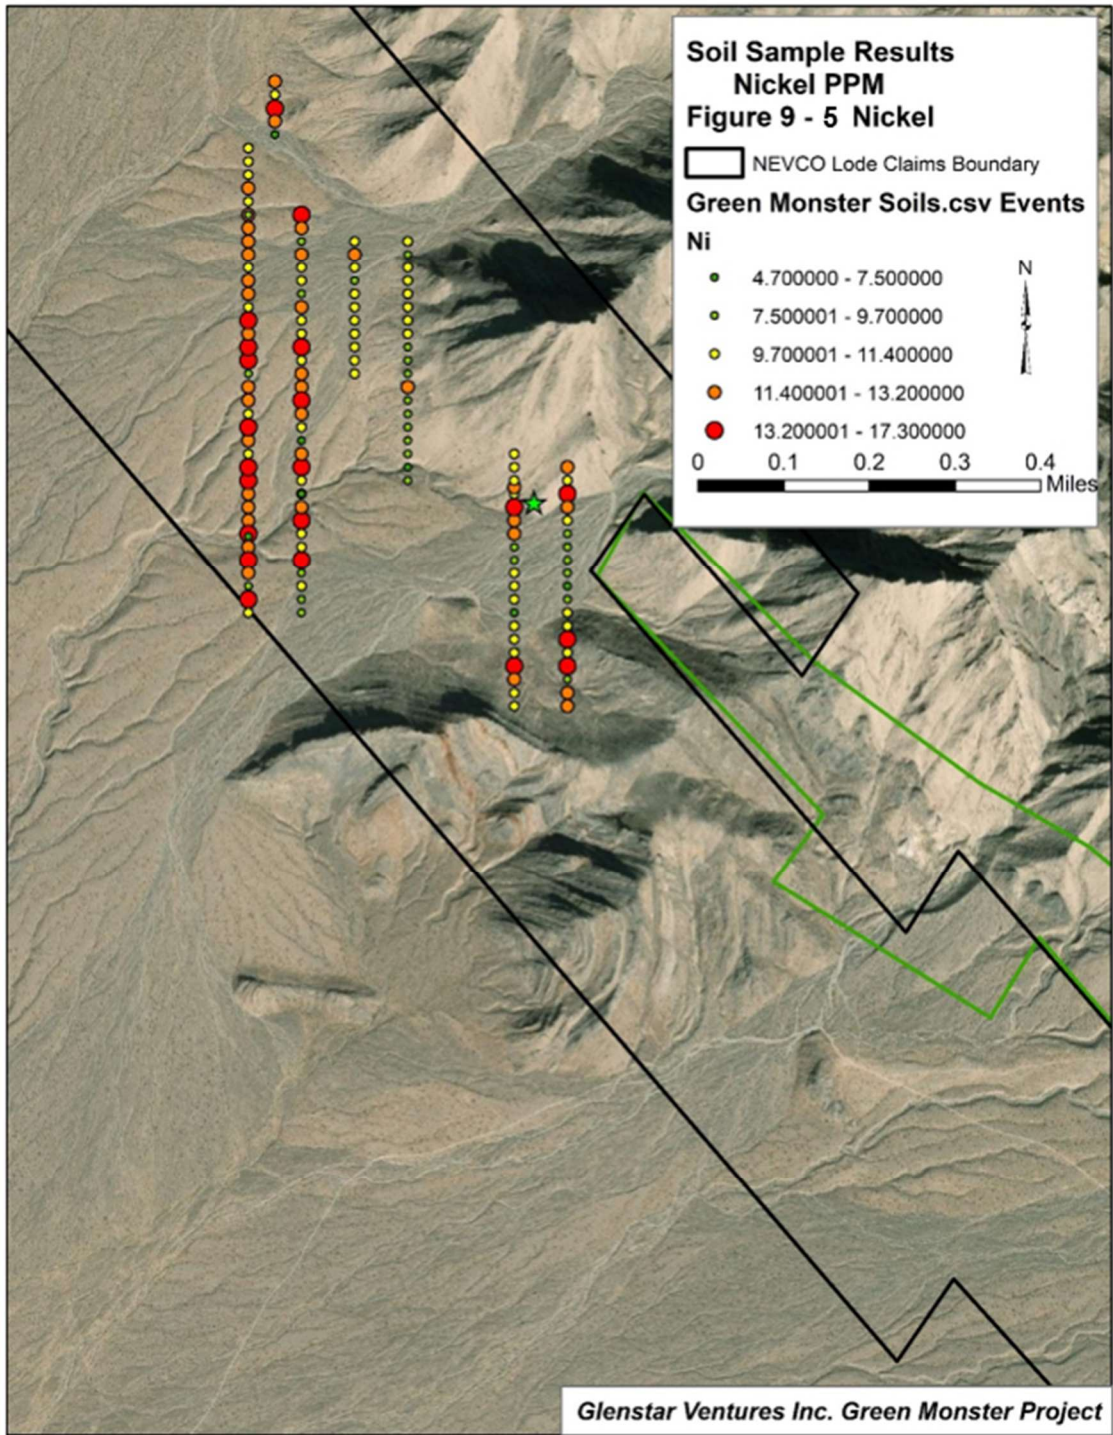 Soil Sample Results
Nickel PPM
Figure 9 - 5 Nickel
NEVCO Lode Claims Boundary
Green Monster Soils.csv Events
Ni
4.700000 - 7.500000
7.500001 - 9.700000
9.700001 - 11.400000
11.400001 - 13.200000
13.200001 - 17.300000
N
0 0.1 0.2 0.3 0.4
Miles
Glenstar Ventures Inc. Green Monster Project